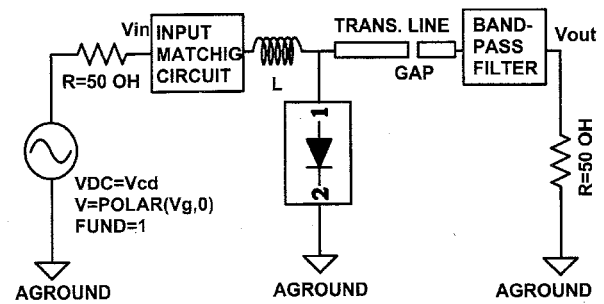 Vin
INPUT
MATCHIG
CIRCUIT
R=50 OH
L
TRANS. LINE
GAP
BAND-
PASS
FILTER
Vout
R=50 OH
1
2
VDC=Vcd
V=POLAR(Vg,0)
FUND=1
AGROUND
AGROUND
AGROUND